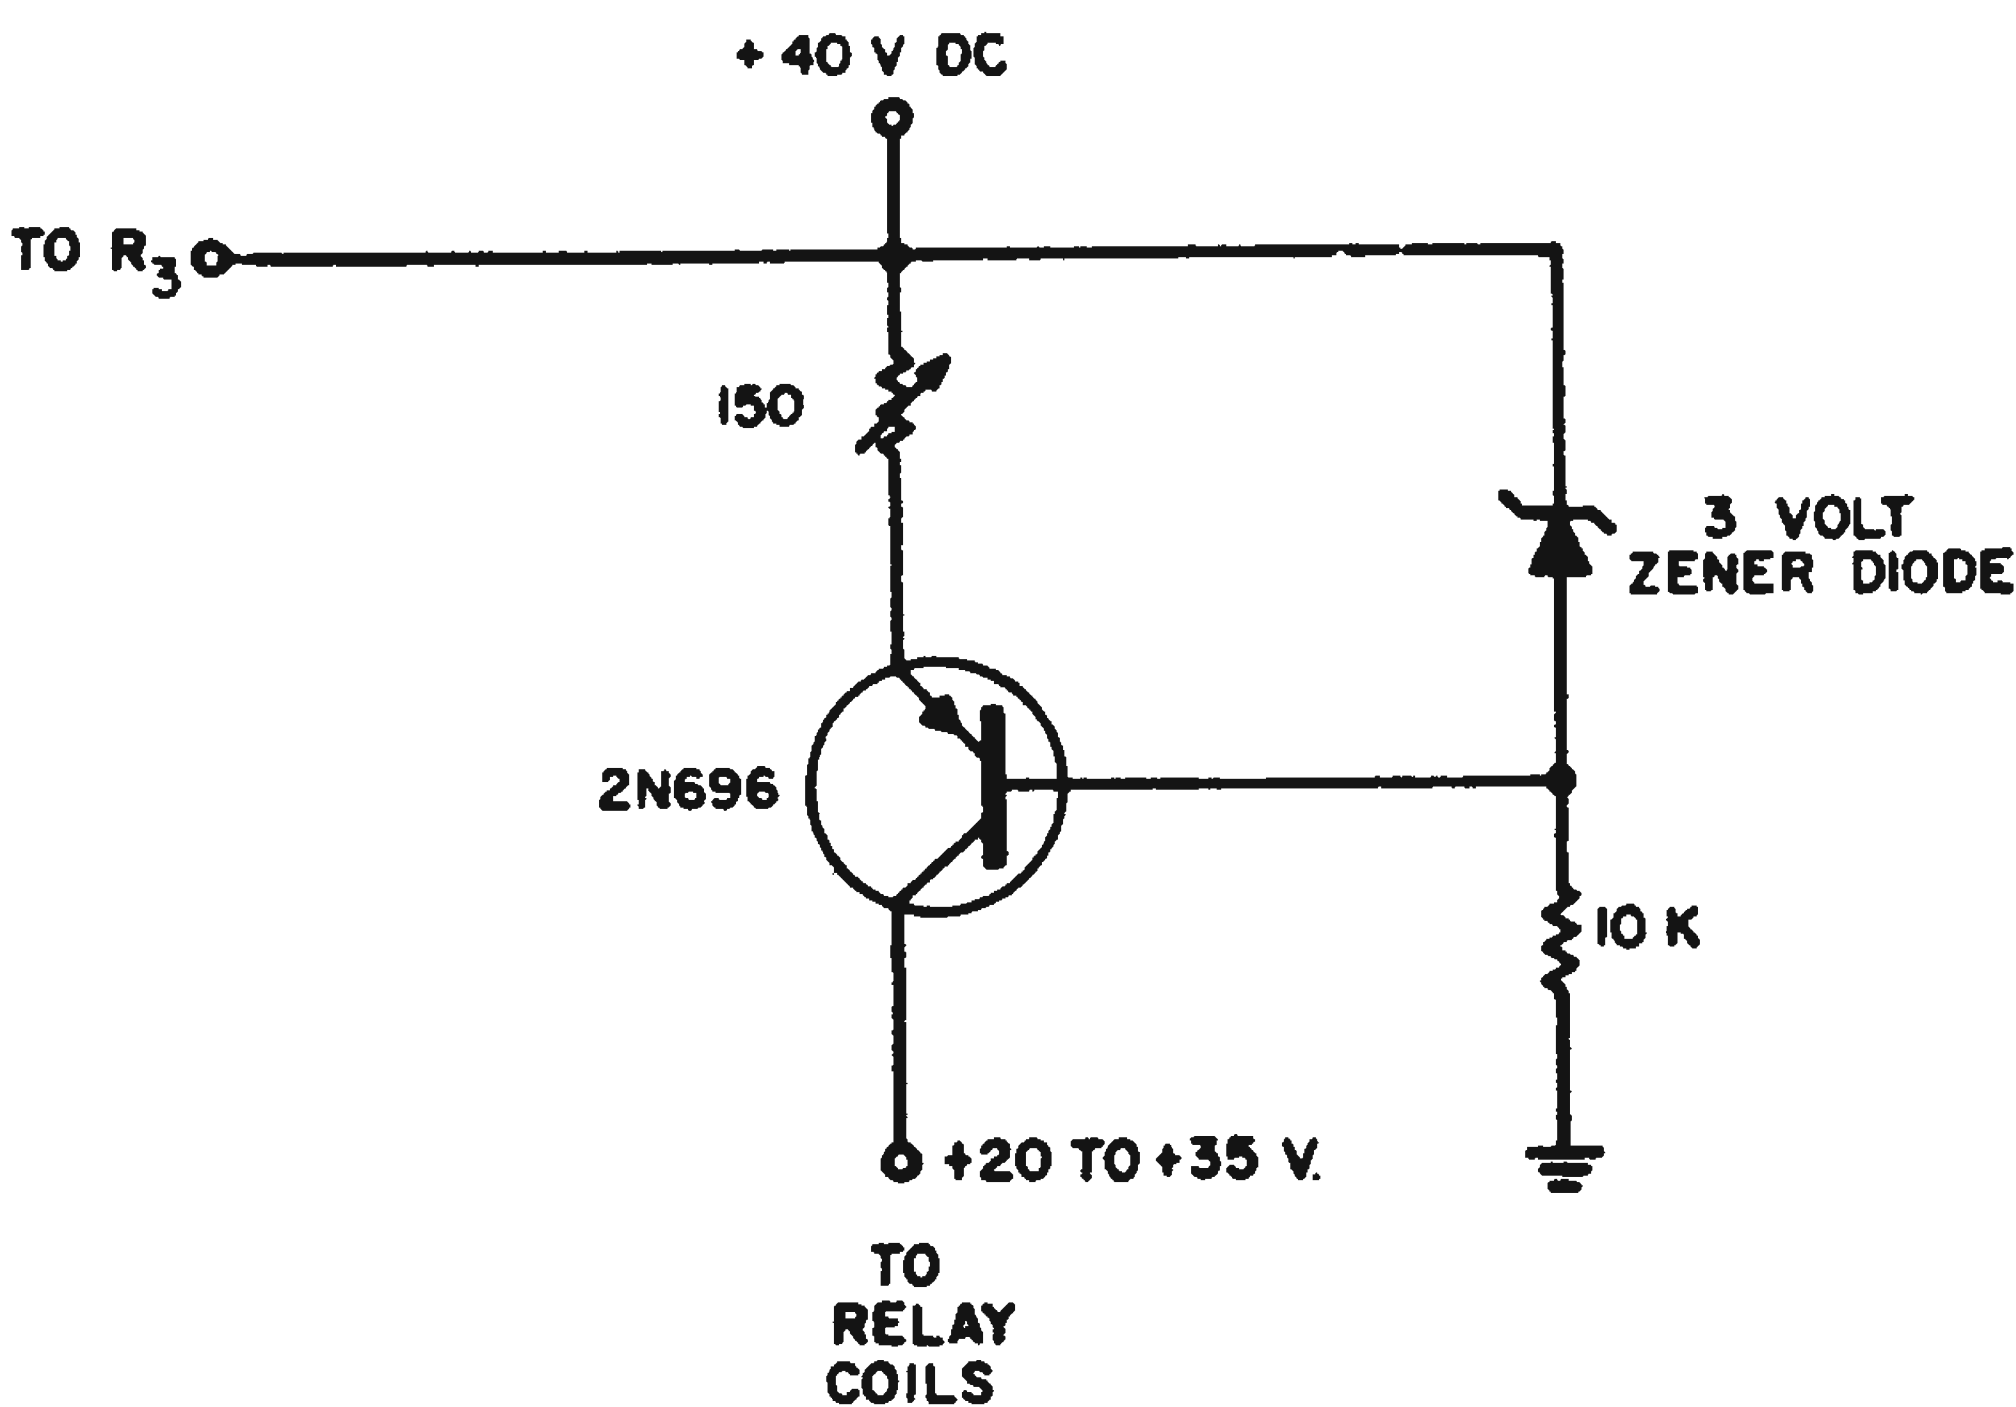 + 40 V DC
TO R3
150
3 VOLT
ZENER DIODE
2N696
10 K
+20 TO +35 V.
TO
RELAY
COILS